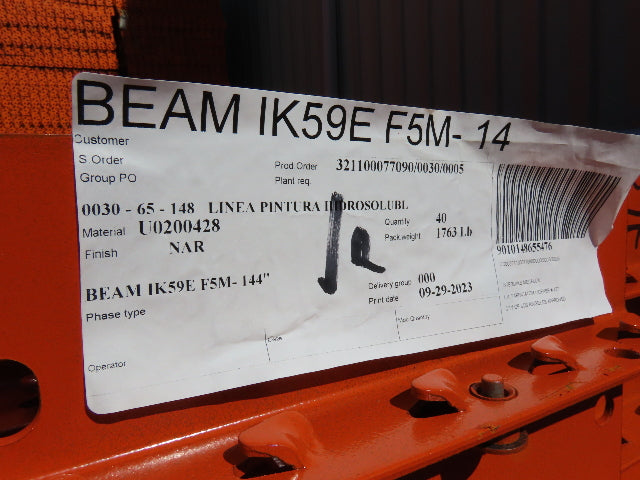 BEAM IK59E F5M- 14
Customer
S Order
Group PO
Prod Order 321100077090/0030/0005
Plant req.
0030 - 65 - 148 LINEA PINTURA HIDROSOLUBL
Material U0200428
Quantity 40
Finish NAR
Pack weight 1763 Lb
9010148655476
BEAM IK59E F5M- 144"
Delivery group 000
Print date 09-29-2023
Phase type
Operator
Date